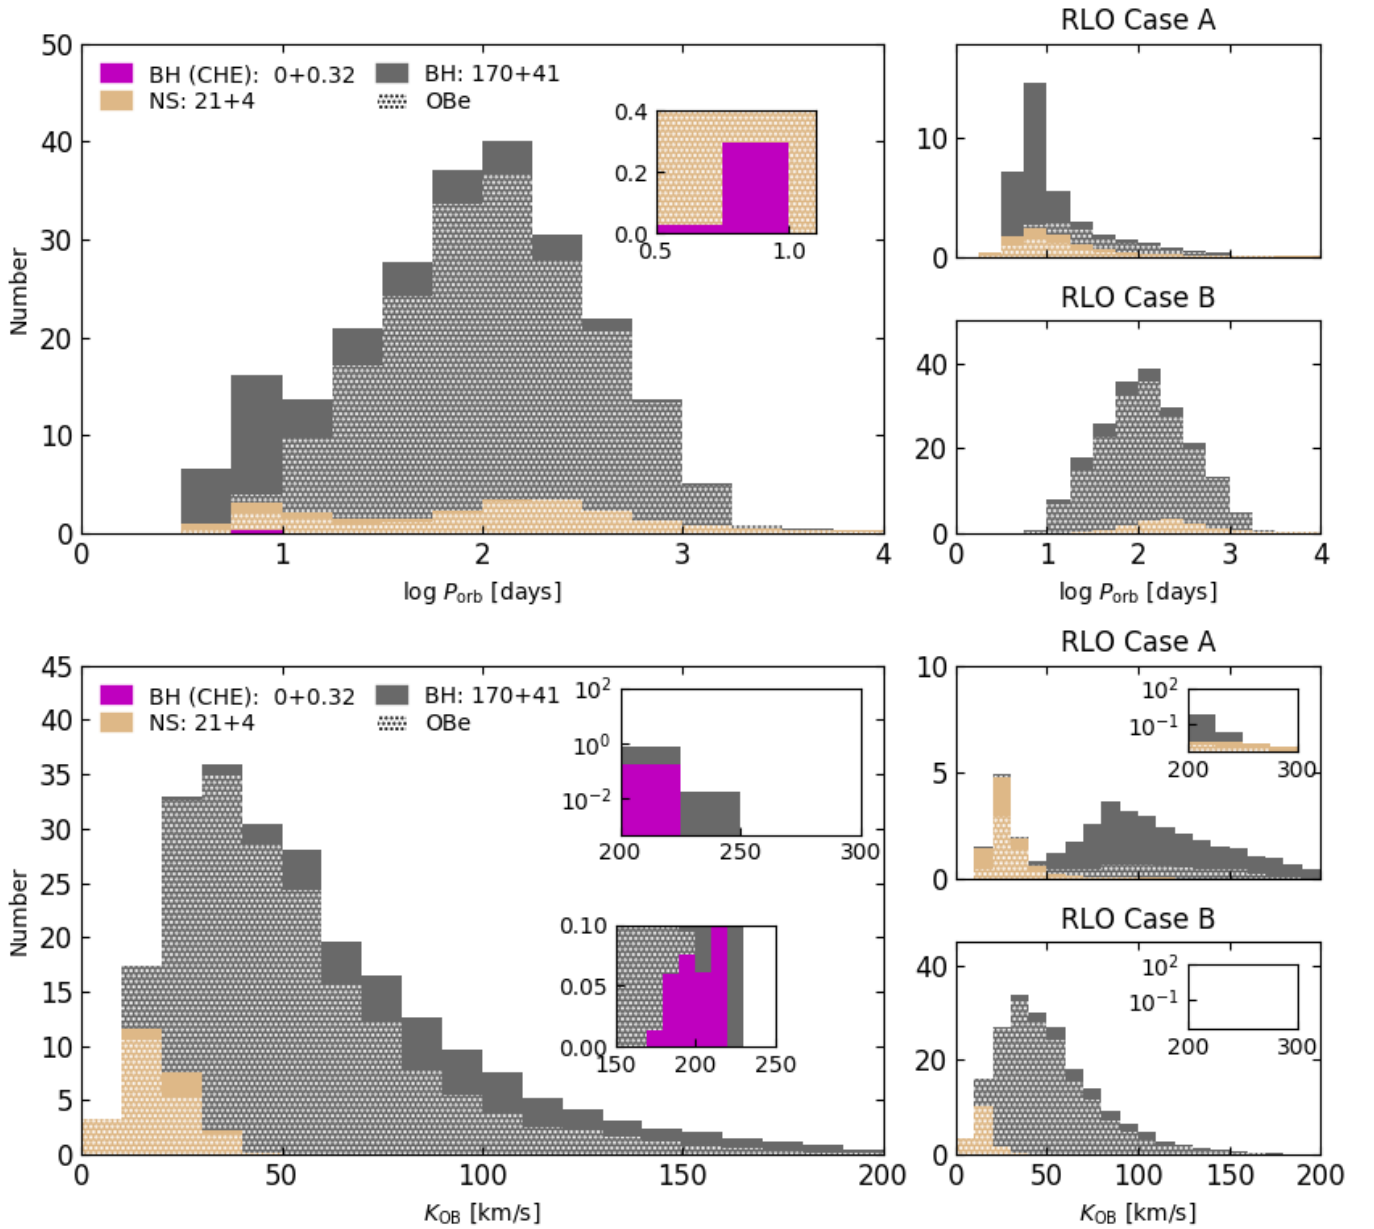 RLO Case A
50
40
30
20
10
0
Number
BH (CHE): 0+0.32 BH: 170+41
NS: 21+4 OBe
0.4
0.2
0.0
0.5 1.0
0 1 2 3 4
log P_orb [days]
10
0
RLO Case B
40
20
0
0 1 2 3 4
log P_orb [days]
45
40
35
30
25
20
15
10
5
0
Number
BH (CHE): 0+0.32 BH: 170+41
NS: 21+4 OBe
10^2
10^0
10^−2
200 250 300
0.10
0.05
0.00
150 200 250
0 50 100 150 200
K_OB [km/s]
RLO Case A
10
5
0
10^2
10^−1
200 300
RLO Case B
40
20
0
10^2
10^−1
200 300
0 50 100 150 200
K_OB [km/s]